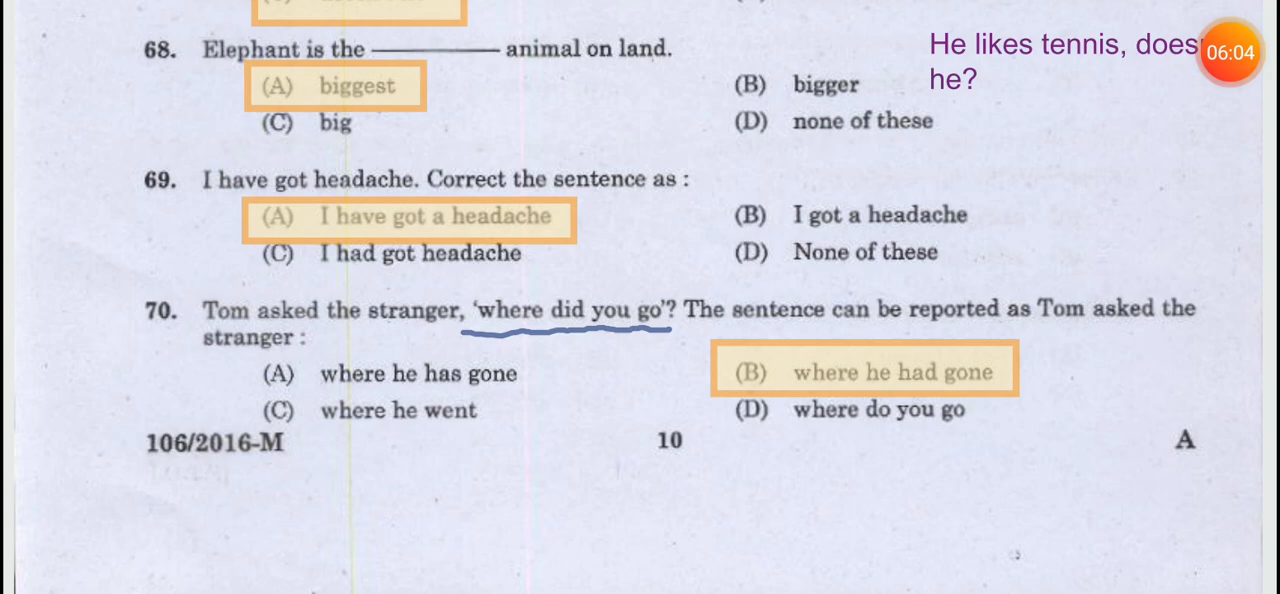 68. Elephant is the ———— animal on land.
(A) biggest (B) bigger
(C) big (D) none of these
69. I have got headache. Correct the sentence as :
(A) I have got a headache (B) I got a headache
(C) I had got headache (D) None of these
70. Tom asked the stranger, ‘where did you go’? The sentence can be reported as Tom asked the
stranger :
(A) where he has gone (B) where he had gone
(C) where he went (D) where do you go
106/2016-M 10 A
He likes tennis, does
he?
06:04